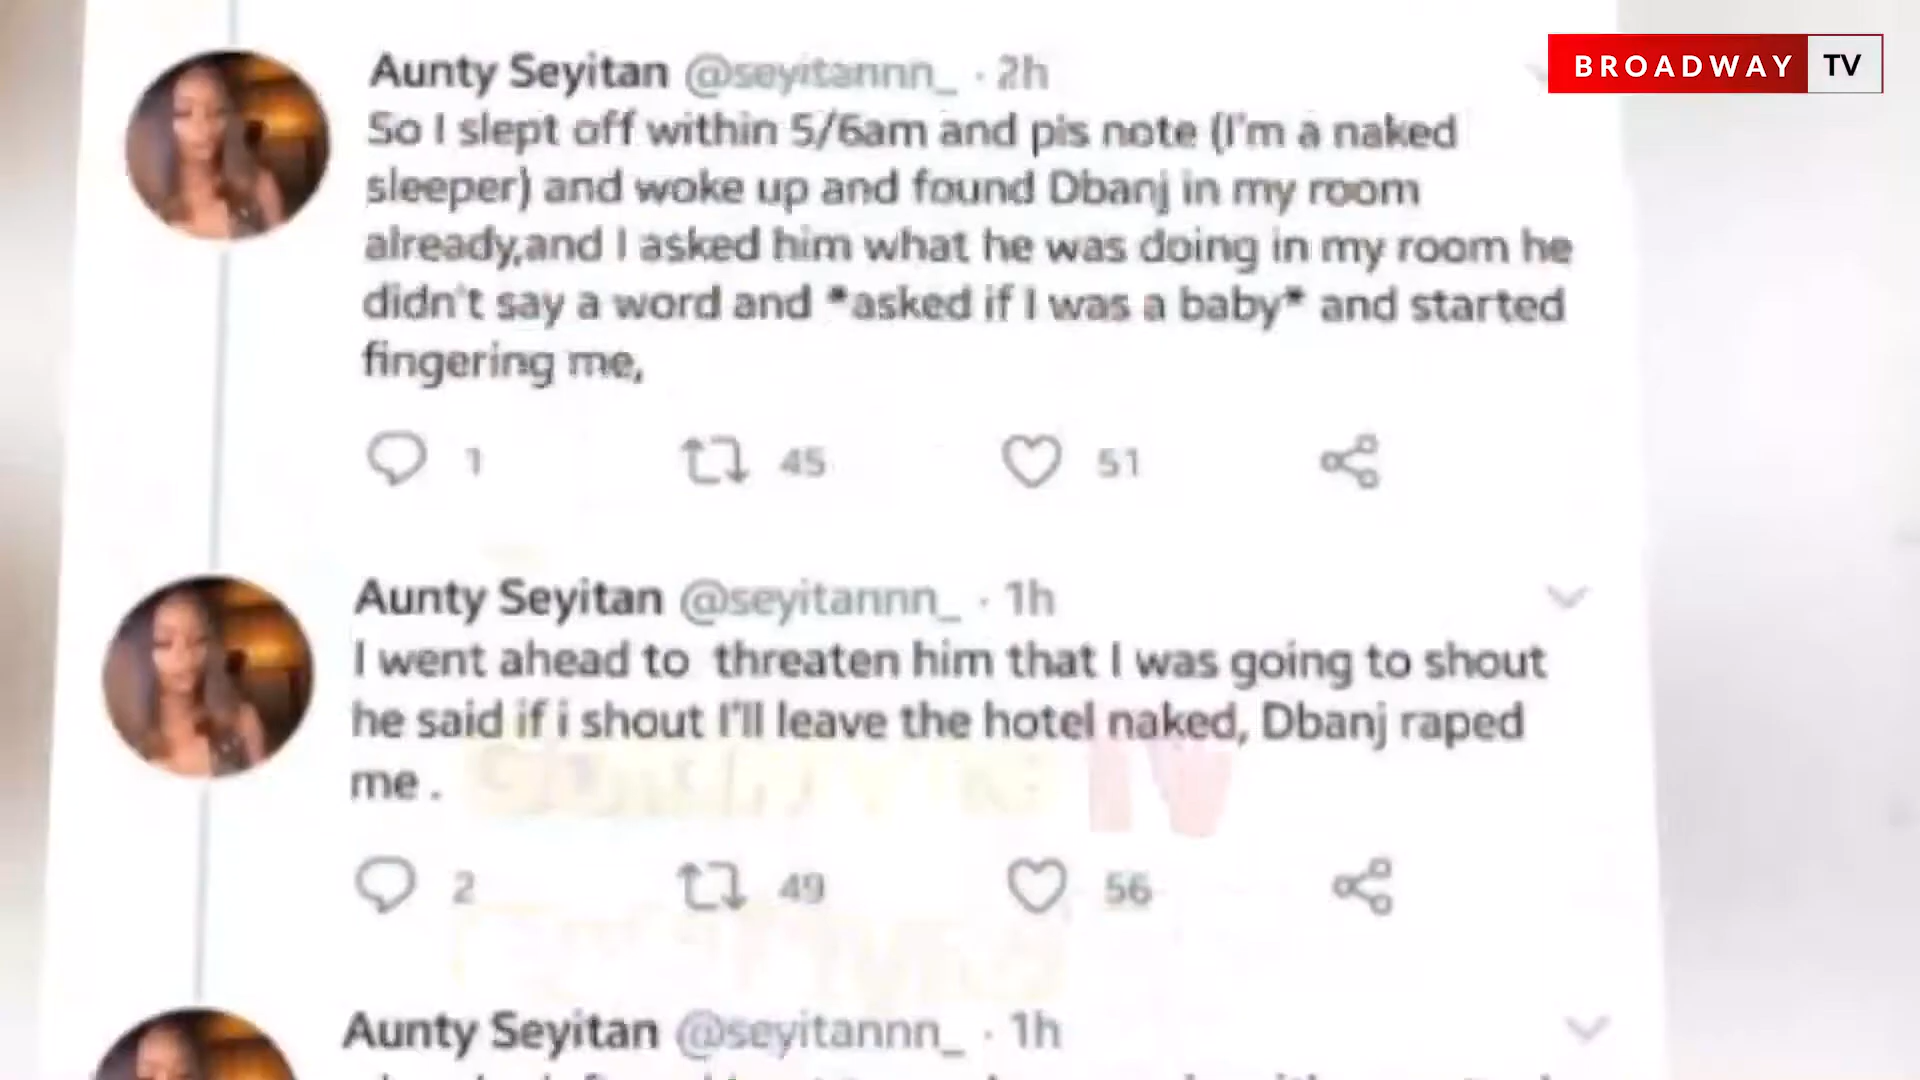 BROADWAY TV
Aunty Seyitan @seyitannn_ · 2h
So I slept off within 5/6am and pls note (I'm a naked
sleeper) and woke up and found Dbanj in my room
already,and I asked him what he was doing in my room he
didn't say a word and *asked if I was a baby* and started
fingering me,
1 45 51
Aunty Seyitan @seyitannn_ · 1h
I went ahead to threaten him that I was going to shout
he said if i shout I'll leave the hotel naked, Dbanj raped
me .
2 49 56
Aunty Seyitan @seyitannn_ · 1h